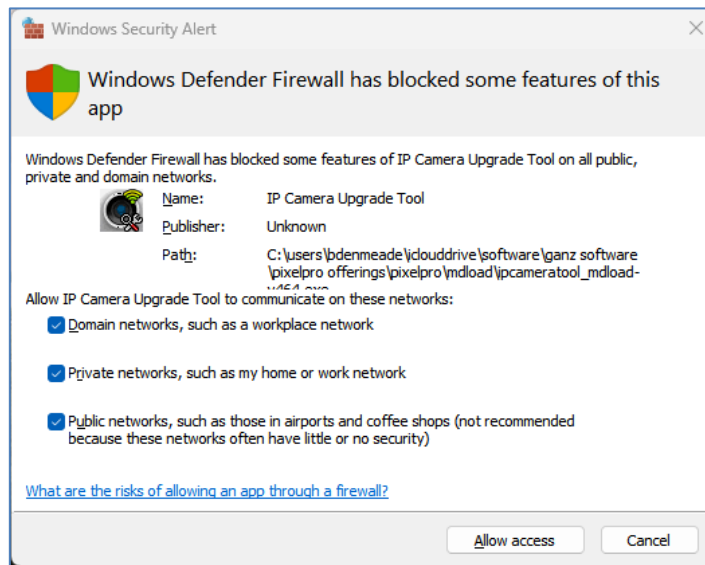 Windows Security Alert
Windows Defender Firewall has blocked some features of this
app
Windows Defender Firewall has blocked some features of IP Camera Upgrade Tool on all public,
private and domain networks.
Name: IP Camera Upgrade Tool
Publisher: Unknown
Path: C:\users\bdenmeade\iclouddrive\software\ganz software
\pixelpro offerings\pixelpro\mdload\ipcameratool_mdload-
v464.exe
Allow IP Camera Upgrade Tool to communicate on these networks:
Domain networks, such as a workplace network
Private networks, such as my home or work network
Public networks, such as those in airports and coffee shops (not recommended
because these networks often have little or no security)
What are the risks of allowing an app through a firewall?
Allow access Cancel